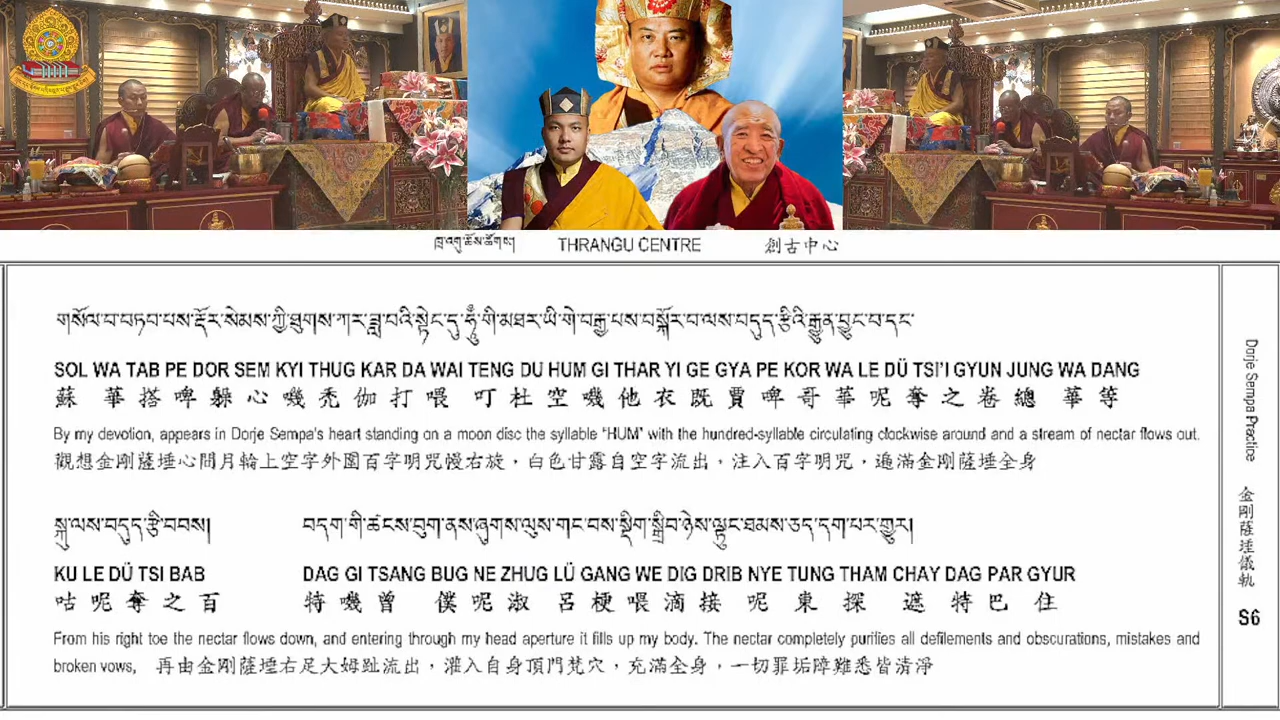 ཁྲ་འགུ་ཆོས་ཚོགས། THRANGU CENTRE 創古中心
གསོལ་བ་བཏབ་པས་རྡོར་སེམས་ཀྱི་ཐུགས་ཀར་ཟླ་བའི་སྟེང་དུ་ཧཱུྃ་གི་མཐར་ཡི་གེ་བརྒྱ་པས་བསྐོར་བ་ལས་བདུད་རྩིའི་རྒྱུན་བྱུང་བ་དང་
SOL WA TAB PE DOR SEM KYI THUG KAR DA WAI TENG DU HUM GI THAR YI GE GYA PE KOR WA LE DÜ TSI'I GYUN JUNG WA DANG
蘇 華 搭 啤 躲 心 嘰 禿 伽 打 喂 叮 杜 空 嘰 他 衣 既 賈 啤 哥 華 呢 奪 之 卷 總 華 等
By my devotion, appears in Dorje Sempa's heart standing on a moon disc the syllable "HUM" with the hundred-syllable circulating clockwise around and a stream of nectar flows out.
觀想金剛薩埵心間月輪上空字外圍百字明咒幔右旋，白色甘露自空字流出，注入百字明咒，遍滿金剛薩埵全身
སྐུ་ལས་བདུད་རྩི་བབས། བདག་གི་ཚངས་བུག་ནས་ཞུགས་ལུས་གང་བས་སྡིག་སྒྲིབ་ཉེས་ལྟུང་ཐམས་ཅད་དག་པར་གྱུར།
KU LE DÜ TSI BAB DAG GI TSANG BUG NE ZHUG LÜ GANG WE DIG DRIB NYE TUNG THAM CHAY DAG PAR GYUR
咕 呢 奪 之 百 特 嘰 曾 僕 呢 淑 呂 梗 喂 滴 接 呢 東 探 遮 特 巴 住
From his right toe the nectar flows down, and entering through my head aperture it fills up my body. The nectar completely purifies all defilements and obscurations, mistakes and
broken vows, 再由金剛薩埵右足大姆趾流出，灌入自身頂門梵穴，充滿全身，一切罪垢障難悉皆清淨
Dorje Sempa Practice
金剛薩埵儀軌
S6